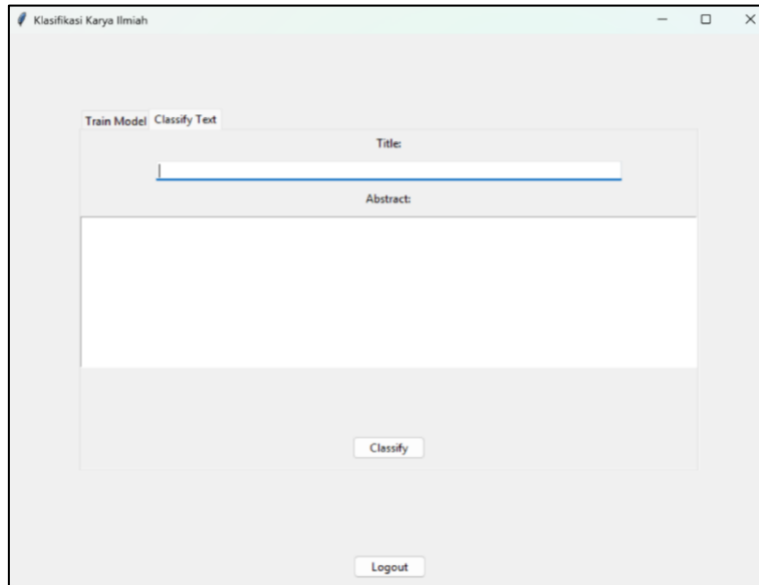 Klasifikasi Karya Ilmiah
Train Model Classify Text
Title:
Abstract:
Classify
Logout